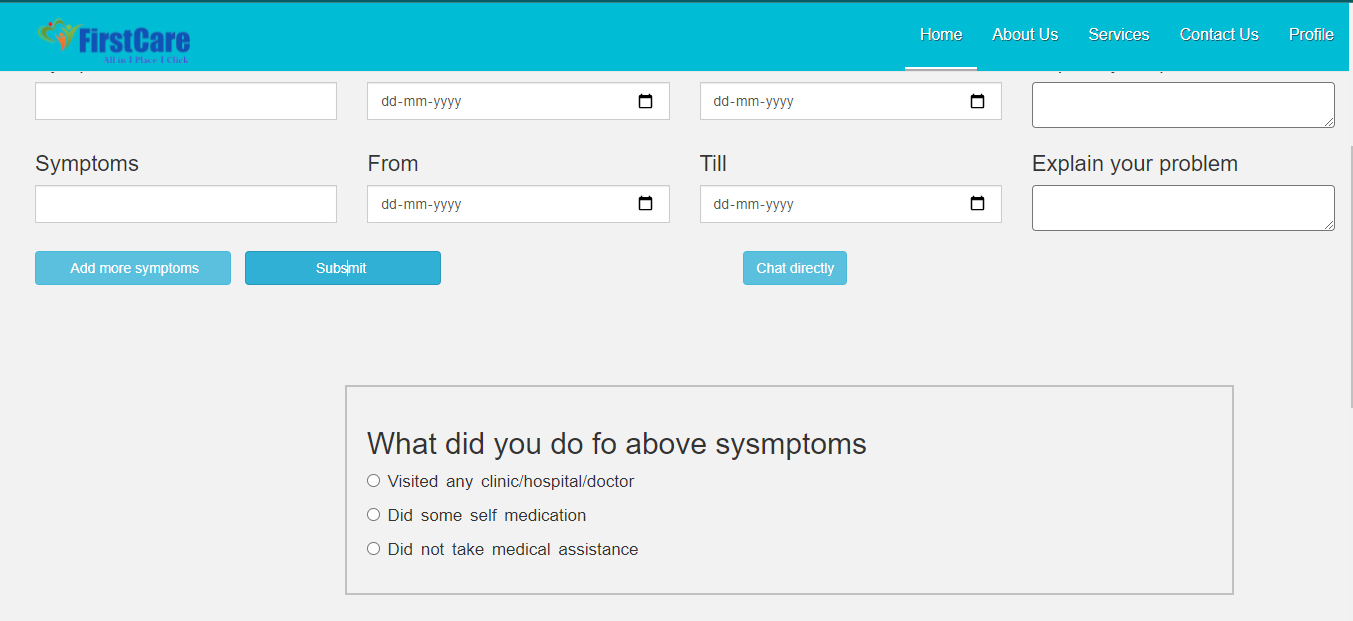 FirstCare
All in 1 Place 1 Click
Home About Us Services Contact Us Profile
dd-mm-yyyy dd-mm-yyyy
Symptoms From Till Explain your problem
dd-mm-yyyy dd-mm-yyyy
Add more symptoms Subsmit Chat directly
What did you do fo above sysmptoms
Visited any clinic/hospital/doctor
Did some self medication
Did not take medical assistance